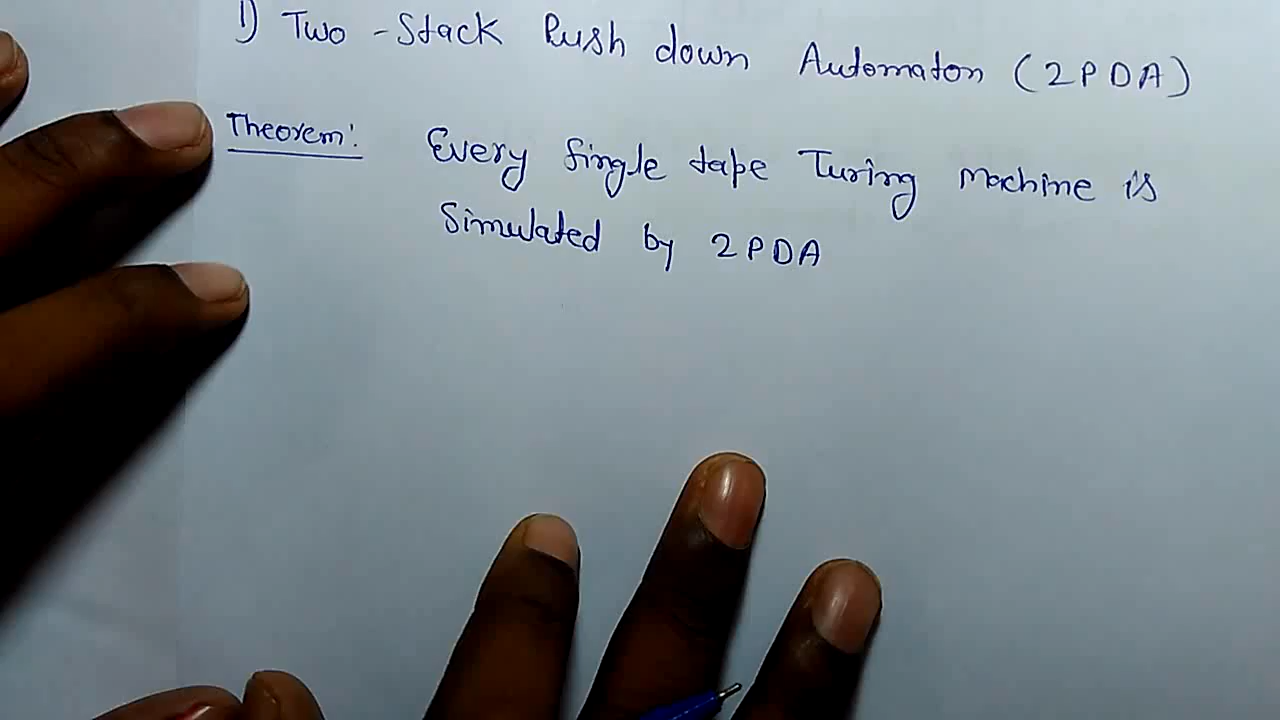 1) Two-Stack Push down Automaton (2PDA)
Theorem: Every Single tape Turing Machine is
Simulated by 2PDA